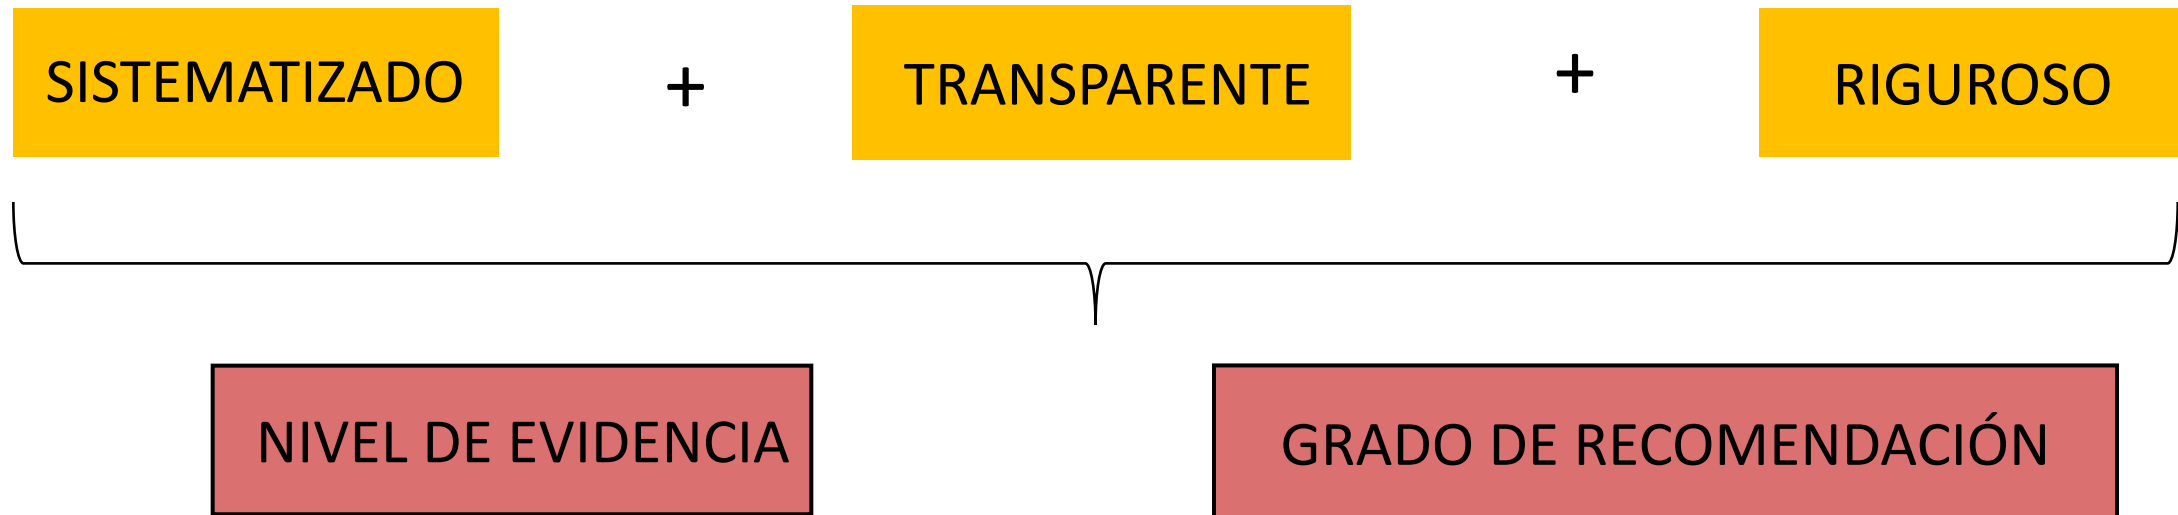 SISTEMATIZADO + TRANSPARENTE + RIGUROSO
NIVEL DE EVIDENCIA GRADO DE RECOMENDACIÓN